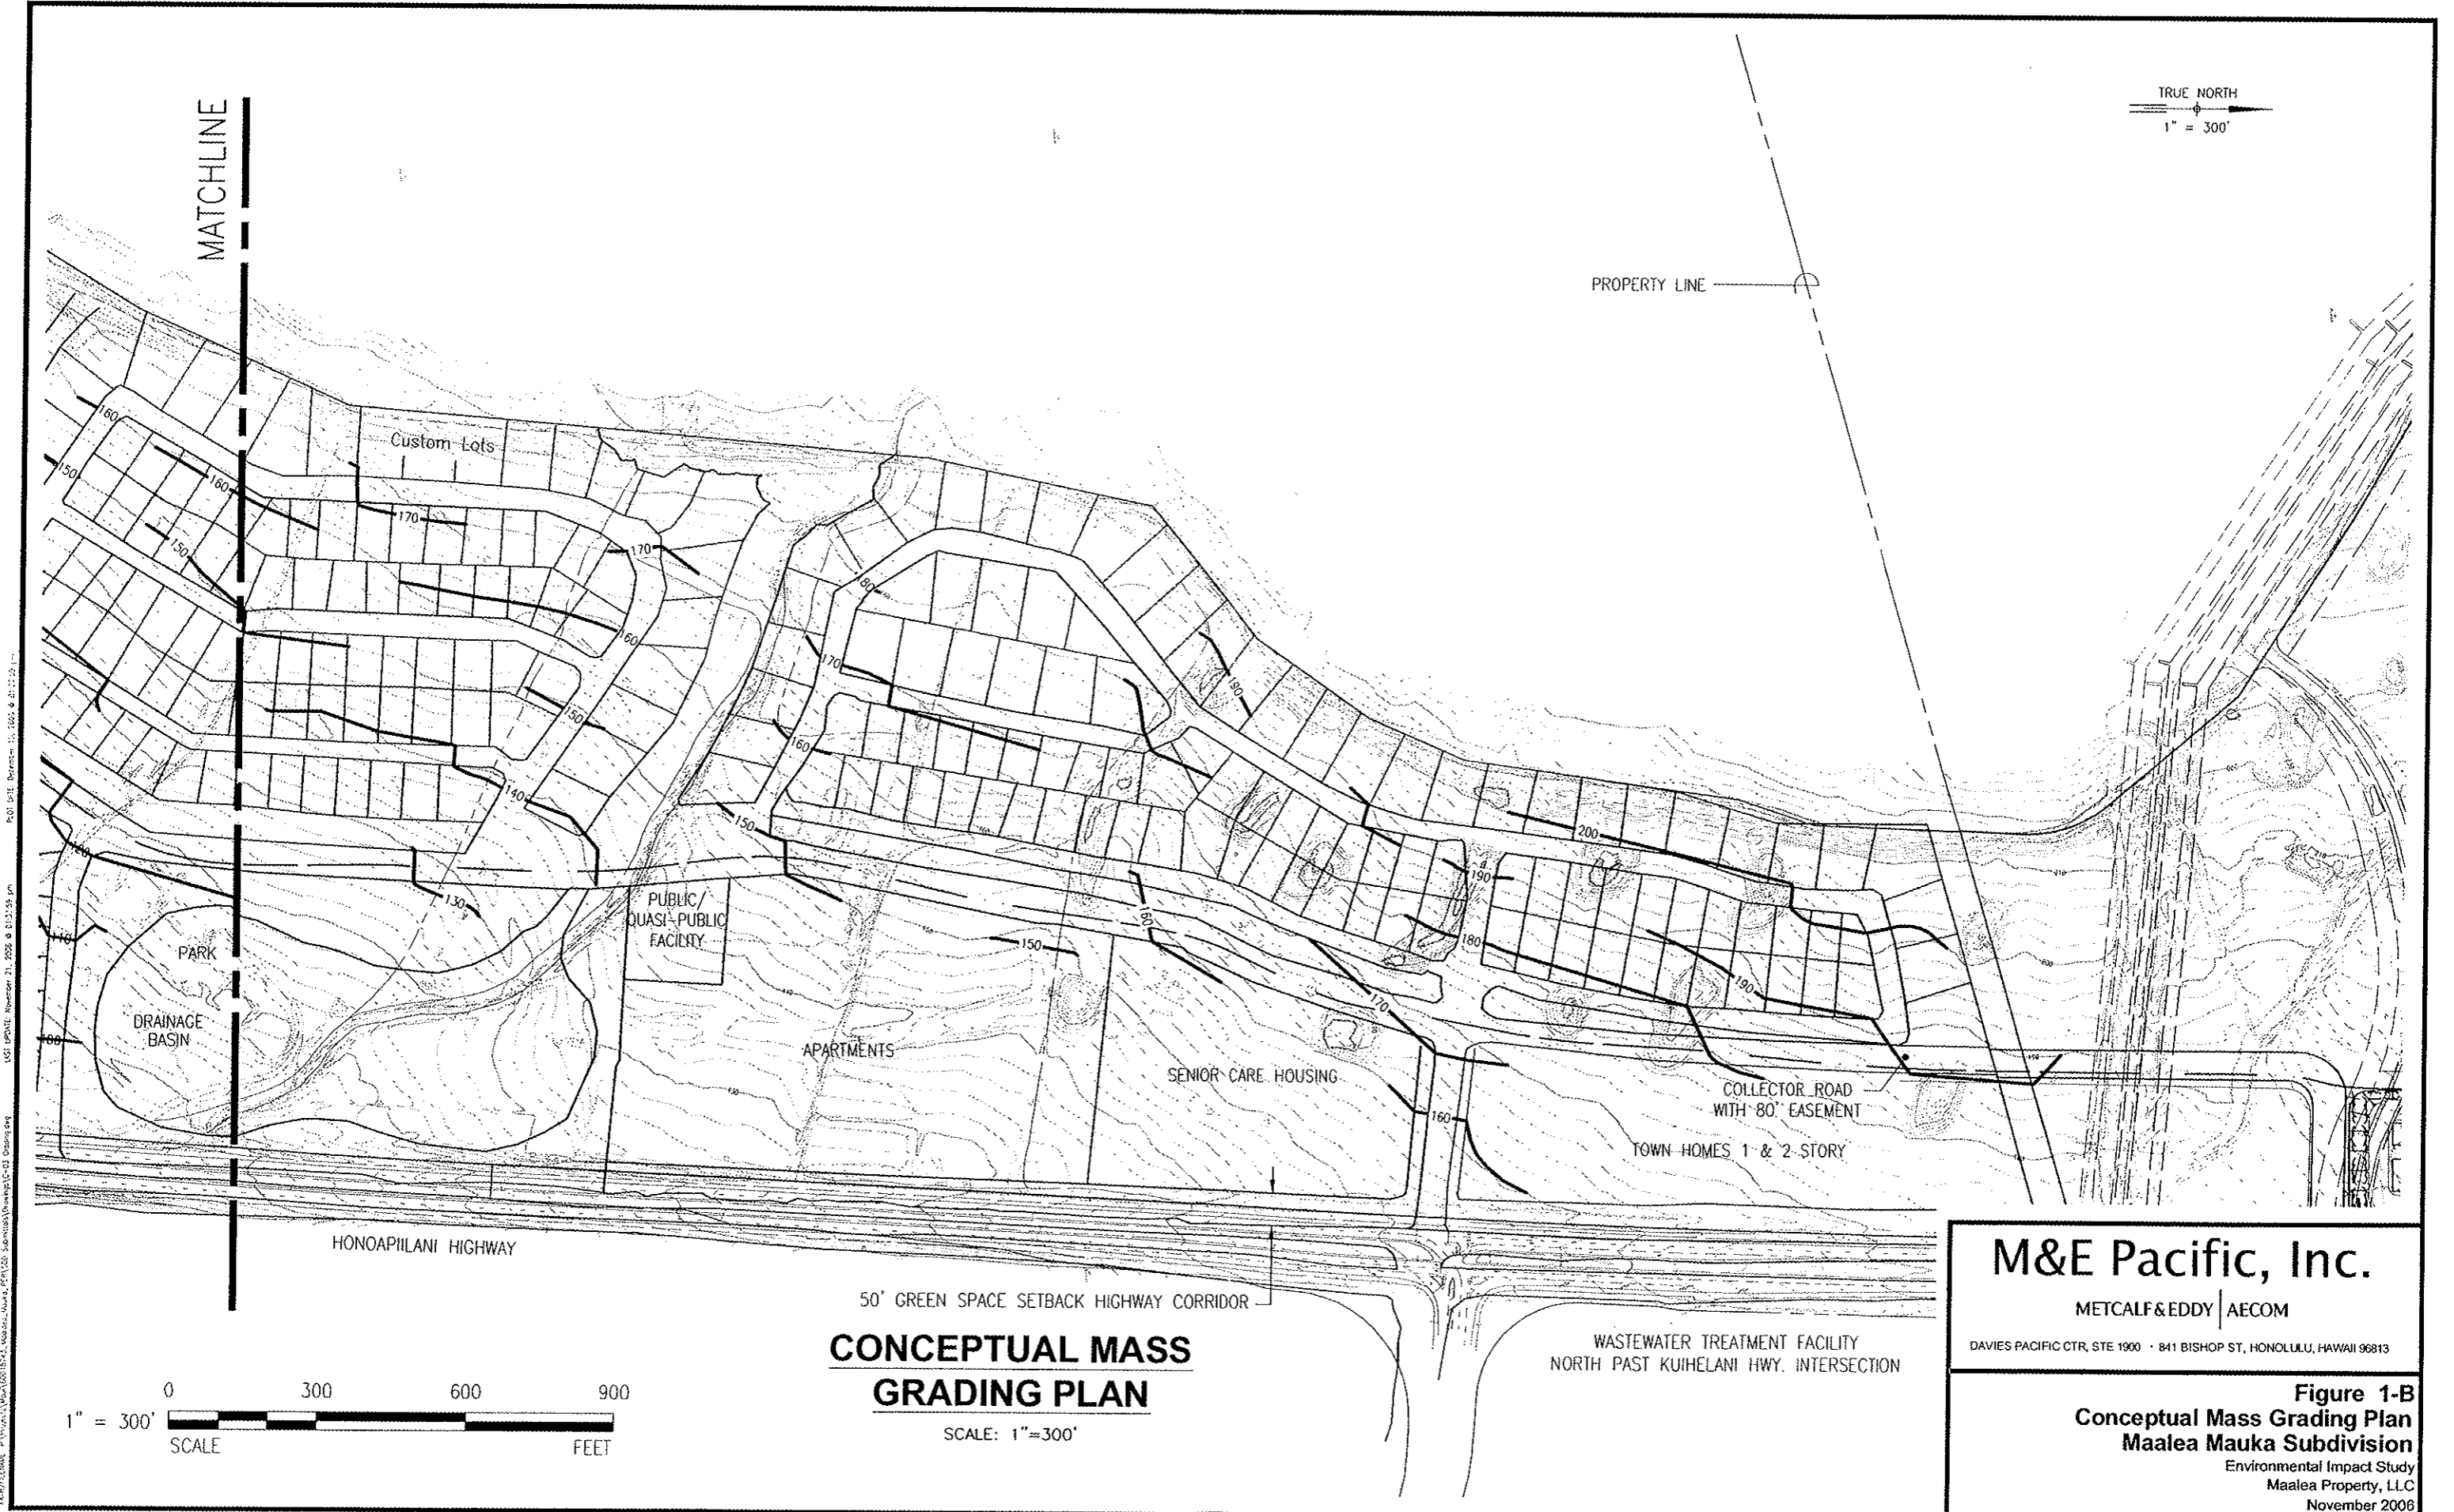 MATCHLINE
TRUE NORTH
1" = 300'
PROPERTY LINE
Custom Lots
160
150
160
150
170
170
160
150
140
180
170
160
150
190
200
190
180
190
170
160
160
150
130
120
110
100
PARK
DRAINAGE
BASIN
PUBLIC/
QUASI-PUBLIC
FACILITY
APARTMENTS
SENIOR CARE HOUSING
COLLECTOR ROAD
WITH 80' EASEMENT
TOWN HOMES 1 & 2 STORY
HONOAPIILANI HIGHWAY
50' GREEN SPACE SETBACK HIGHWAY CORRIDOR
WASTEWATER TREATMENT FACILITY
NORTH PAST KUIHELANI HWY. INTERSECTION
CONCEPTUAL MASS
GRADING PLAN
SCALE: 1"=300'
0 300 600 900
1" = 300'
SCALE FEET
M&E Pacific, Inc.
METCALF & EDDY | AECOM
DAVIES PACIFIC CTR, STE 1900 · 841 BISHOP ST, HONOLULU, HAWAII 96813
Figure 1-B
Conceptual Mass Grading Plan
Maalea Mauka Subdivision
Environmental Impact Study
Maalea Property, LLC
November 2006